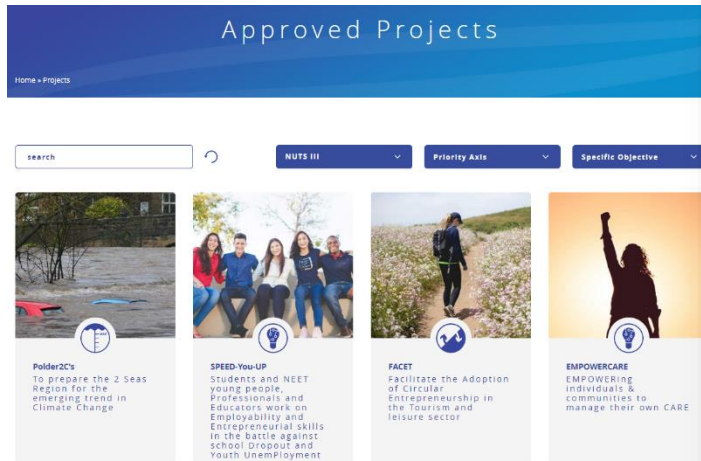 Approved Projects
Home » Projects
search
NUTS III
Priority Axis
Specific Objective
Polder2C's
To prepare the 2 Seas
Region for the
emerging trend in
Climate Change
SPEED-You-UP
Students and NEET
young people,
Professionals and
Educators work on
Employability and
Entrepreneurial skills
in the battle against
school Dropout and
Youth UnemPloyment
FACET
Facilitate the Adoption
of Circular
Entrepreneurship in
the Tourism and
leisure sector
EMPOWERCARE
EMPOWERing
individuals &
communities to
manage their own CARE